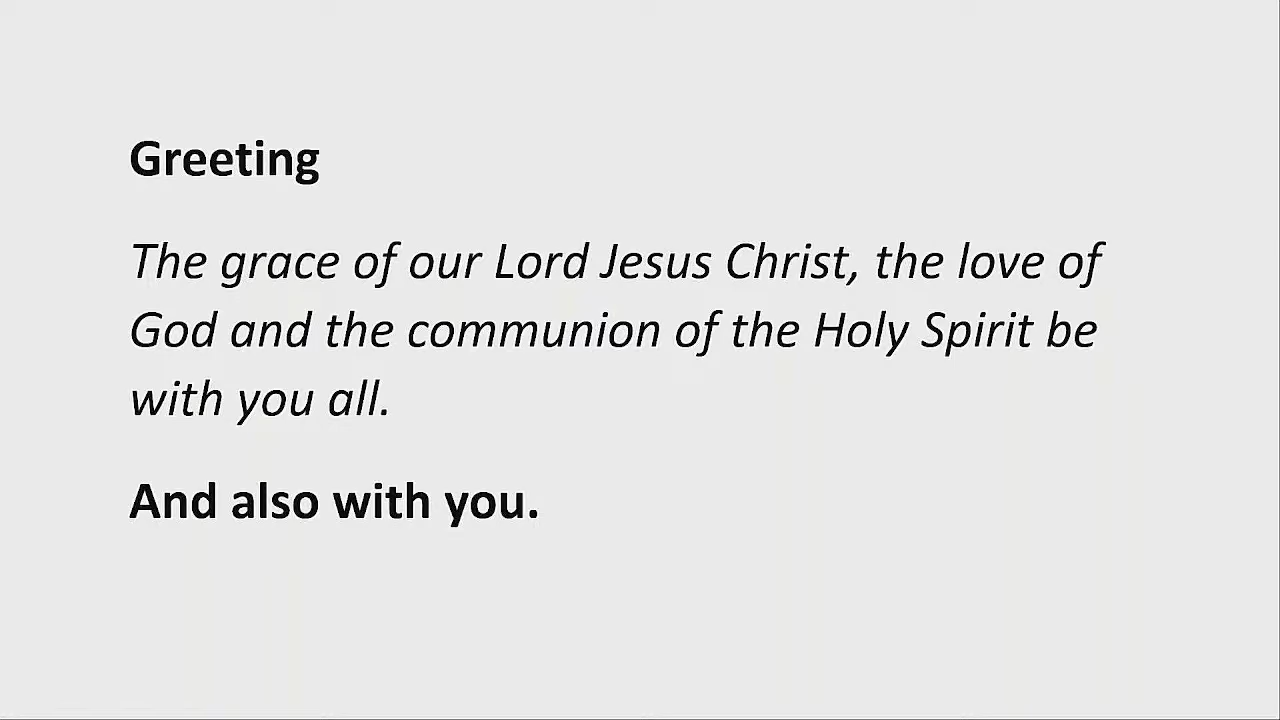 Greeting
The grace of our Lord Jesus Christ, the love of
God and the communion of the Holy Spirit be
with you all.
And also with you.